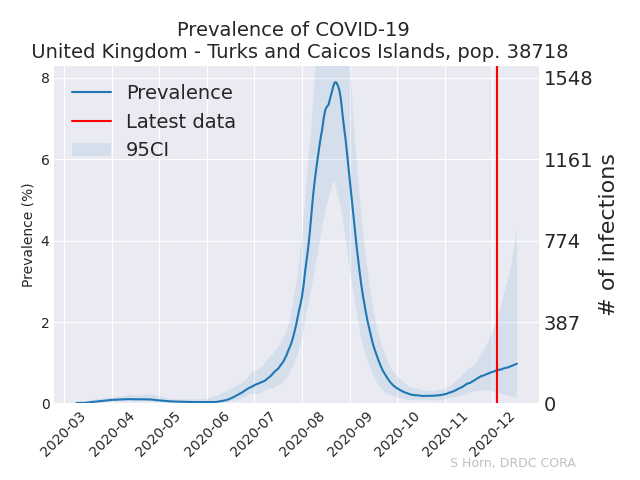 Prevalence of COVID-19
United Kingdom - Turks and Caicos Islands, pop. 38718
Prevalence
Latest data
95CI
Prevalence (%)
8
6
4
2
0
1548
1161
774
387
0
# of infections
2020-03
2020-04
2020-05
2020-06
2020-07
2020-08
2020-09
2020-10
2020-11
2020-12
S Horn, DRDC CORA